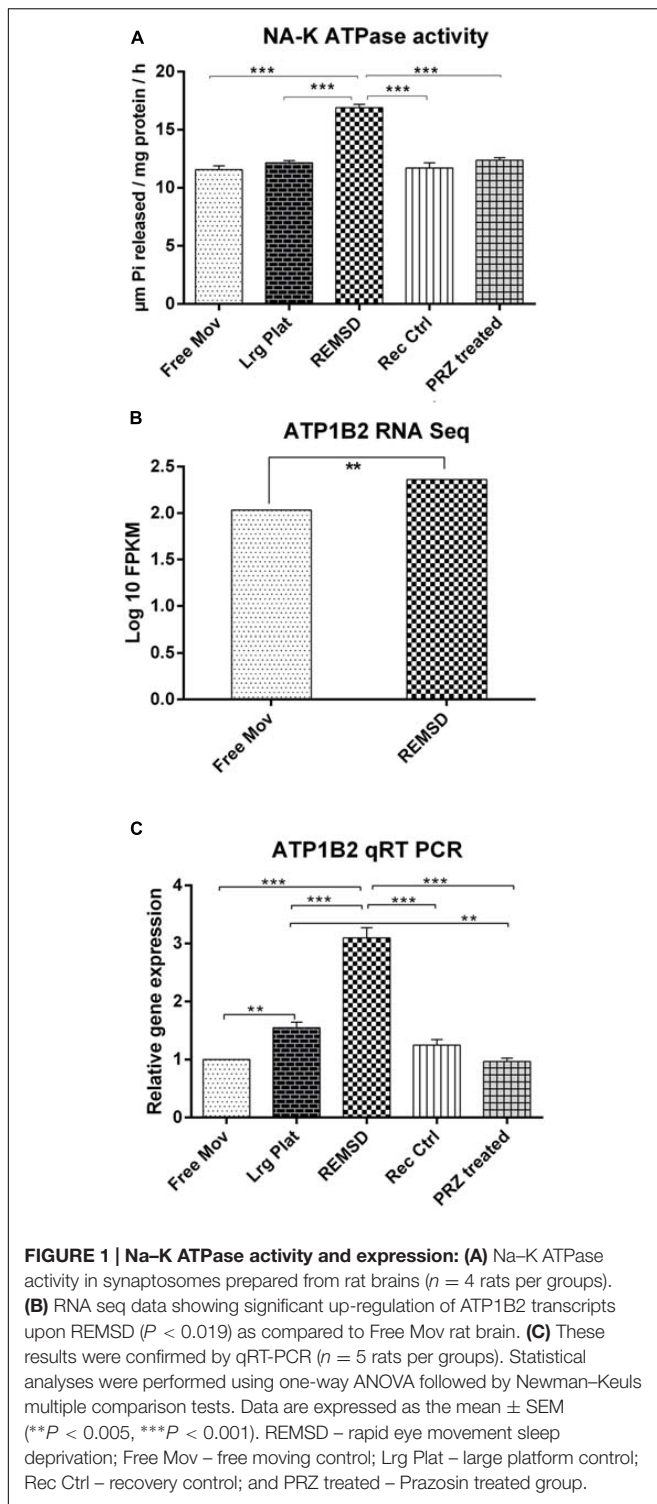 A
NA-K ATPase activity
*** ***
*** ***
20
15
10
5
0
µm Pi released / mg protein / h
Free Mov
Lrg Plat
REMSD
Rec Ctrl
PRZ treated
B
ATP1B2 RNA Seq
**
2.5
2.0
1.5
1.0
0.5
0.0
Log 10 FPKM
Free Mov
REMSD
C
ATP1B2 qRT PCR
*** ***
*** ***
**
**
4
3
2
1
0
Relative gene expression
Free Mov
Lrg Plat
REMSD
Rec Ctrl
PRZ treated
FIGURE 1 | Na–K ATPase activity and expression: (A) Na–K ATPase
activity in synaptosomes prepared from rat brains (n = 4 rats per groups).
(B) RNA seq data showing significant up-regulation of ATP1B2 transcripts
upon REMSD (P < 0.019) as compared to Free Mov rat brain. (C) These
results were confirmed by qRT-PCR (n = 5 rats per groups). Statistical
analyses were performed using one-way ANOVA followed by Newman–Keuls
multiple comparison tests. Data are expressed as the mean ± SEM
(**P < 0.005, ***P < 0.001). REMSD – rapid eye movement sleep
deprivation; Free Mov – free moving control; Lrg Plat – large platform control;
Rec Ctrl – recovery control; and PRZ treated – Prazosin treated group.